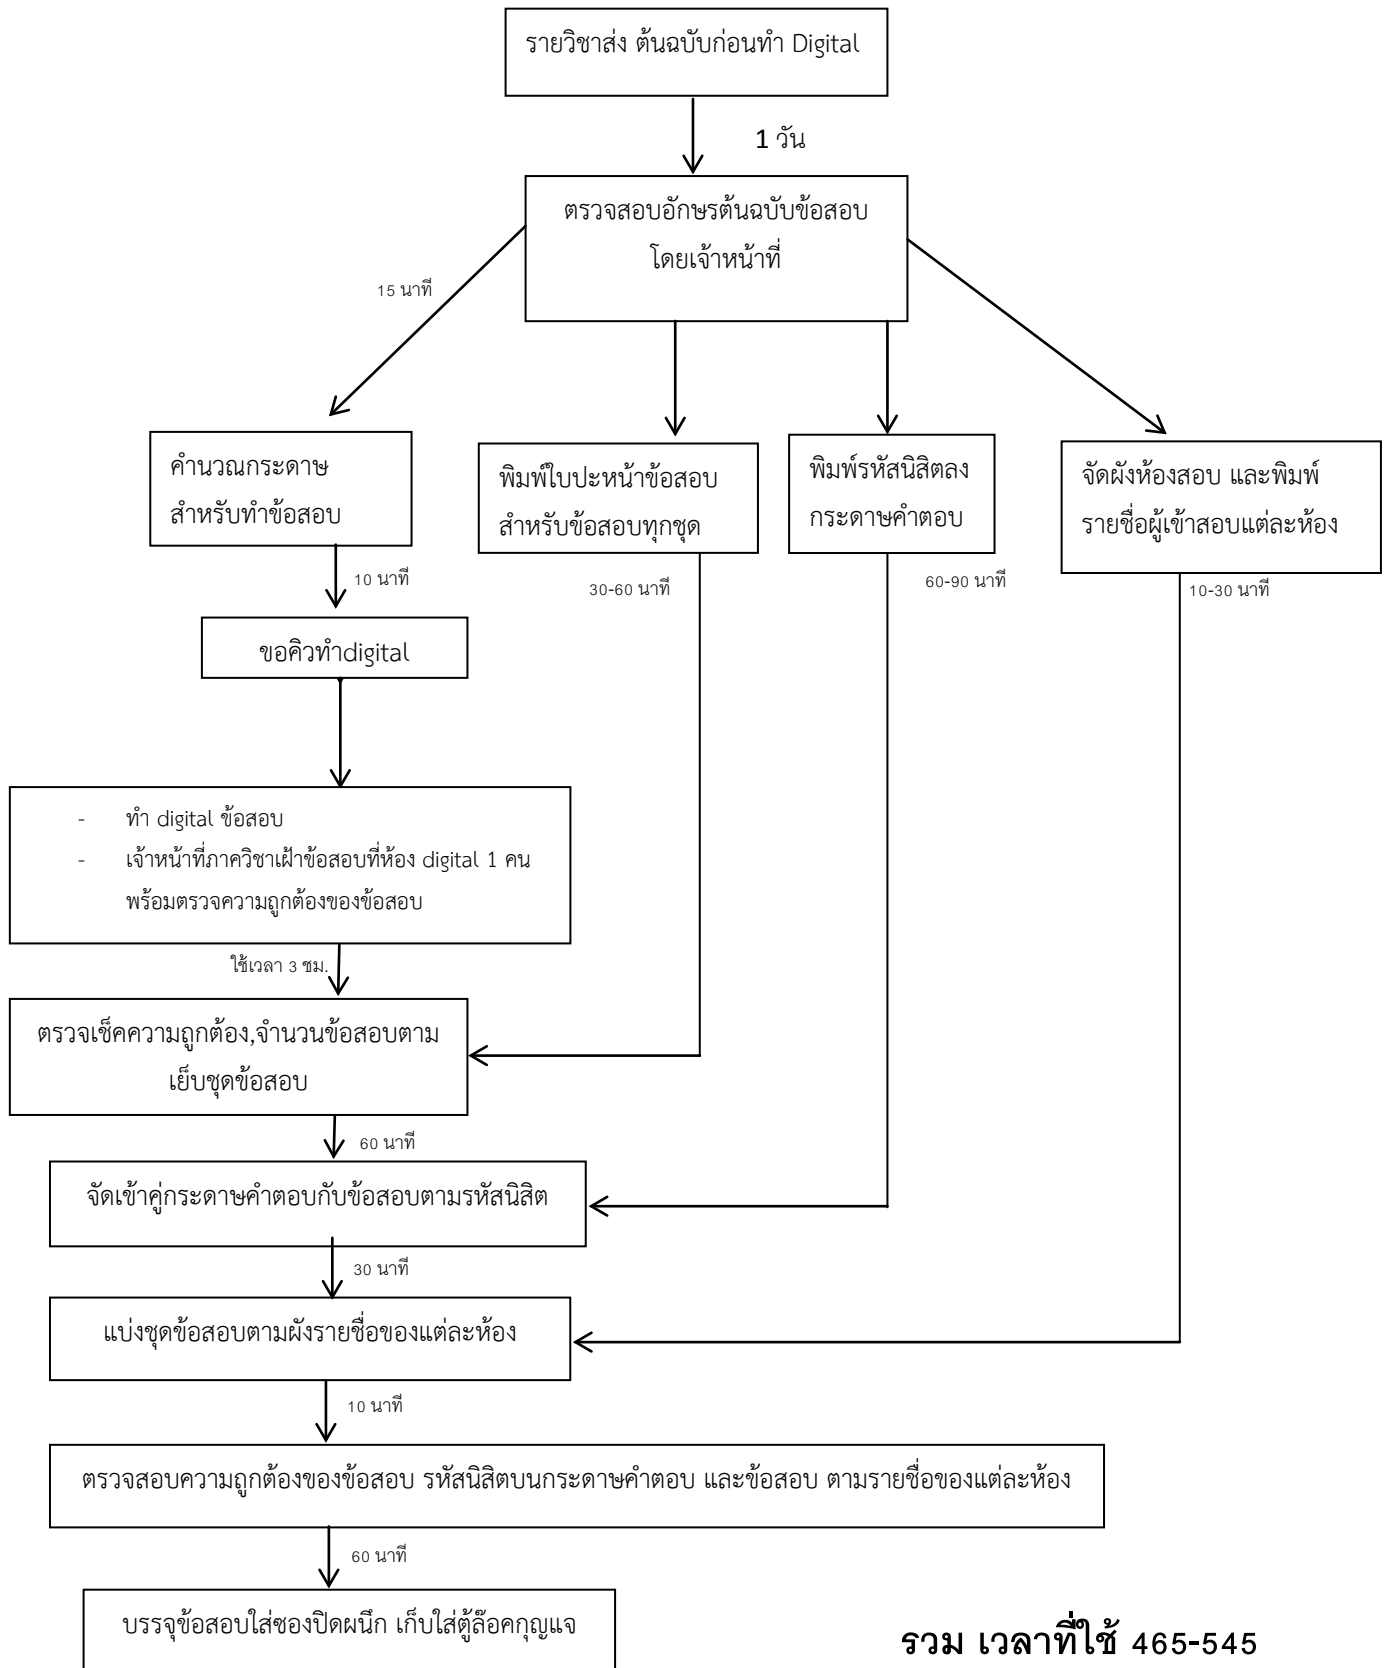 รายวิชาส่ง ต้นฉบับก่อนทำ Digital
1 วัน
ตรวจสอบอักษรต้นฉบับข้อสอบ
โดยเจ้าหน้าที่
15 นาที
คำนวณกระดาษ
สำหรับทำข้อสอบ
พิมพ์ใบปะหน้าข้อสอบ
สำหรับข้อสอบทุกชุด
พิมพ์รหัสนิสิตลง
กระดาษคำตอบ
จัดผังห้องสอบ และพิมพ์
รายชื่อผู้เข้าสอบแต่ละห้อง
10 นาที
30-60 นาที
60-90 นาที
10-30 นาที
ขอคิวทำdigital
- ทำ digital ข้อสอบ
- เจ้าหน้าที่ภาควิชาเฝ้าข้อสอบที่ห้อง digital 1 คน
พร้อมตรวจความถูกต้องของข้อสอบ
ใช้เวลา 3 ชม.
ตรวจเช็คความถูกต้อง,จำนวนข้อสอบตาม
เย็บชุดข้อสอบ
60 นาที
จัดเข้าคู่กระดาษคำตอบกับข้อสอบตามรหัสนิสิต
30 นาที
แบ่งชุดข้อสอบตามผังรายชื่อของแต่ละห้อง
10 นาที
ตรวจสอบความถูกต้องของข้อสอบ รหัสนิสิตบนกระดาษคำตอบ และข้อสอบ ตามรายชื่อของแต่ละห้อง
60 นาที
บรรจุข้อสอบใส่ซองปิดผนึก เก็บใส่ตู้ล๊อคกุญแจ
รวม เวลาที่ใช้ 465-545